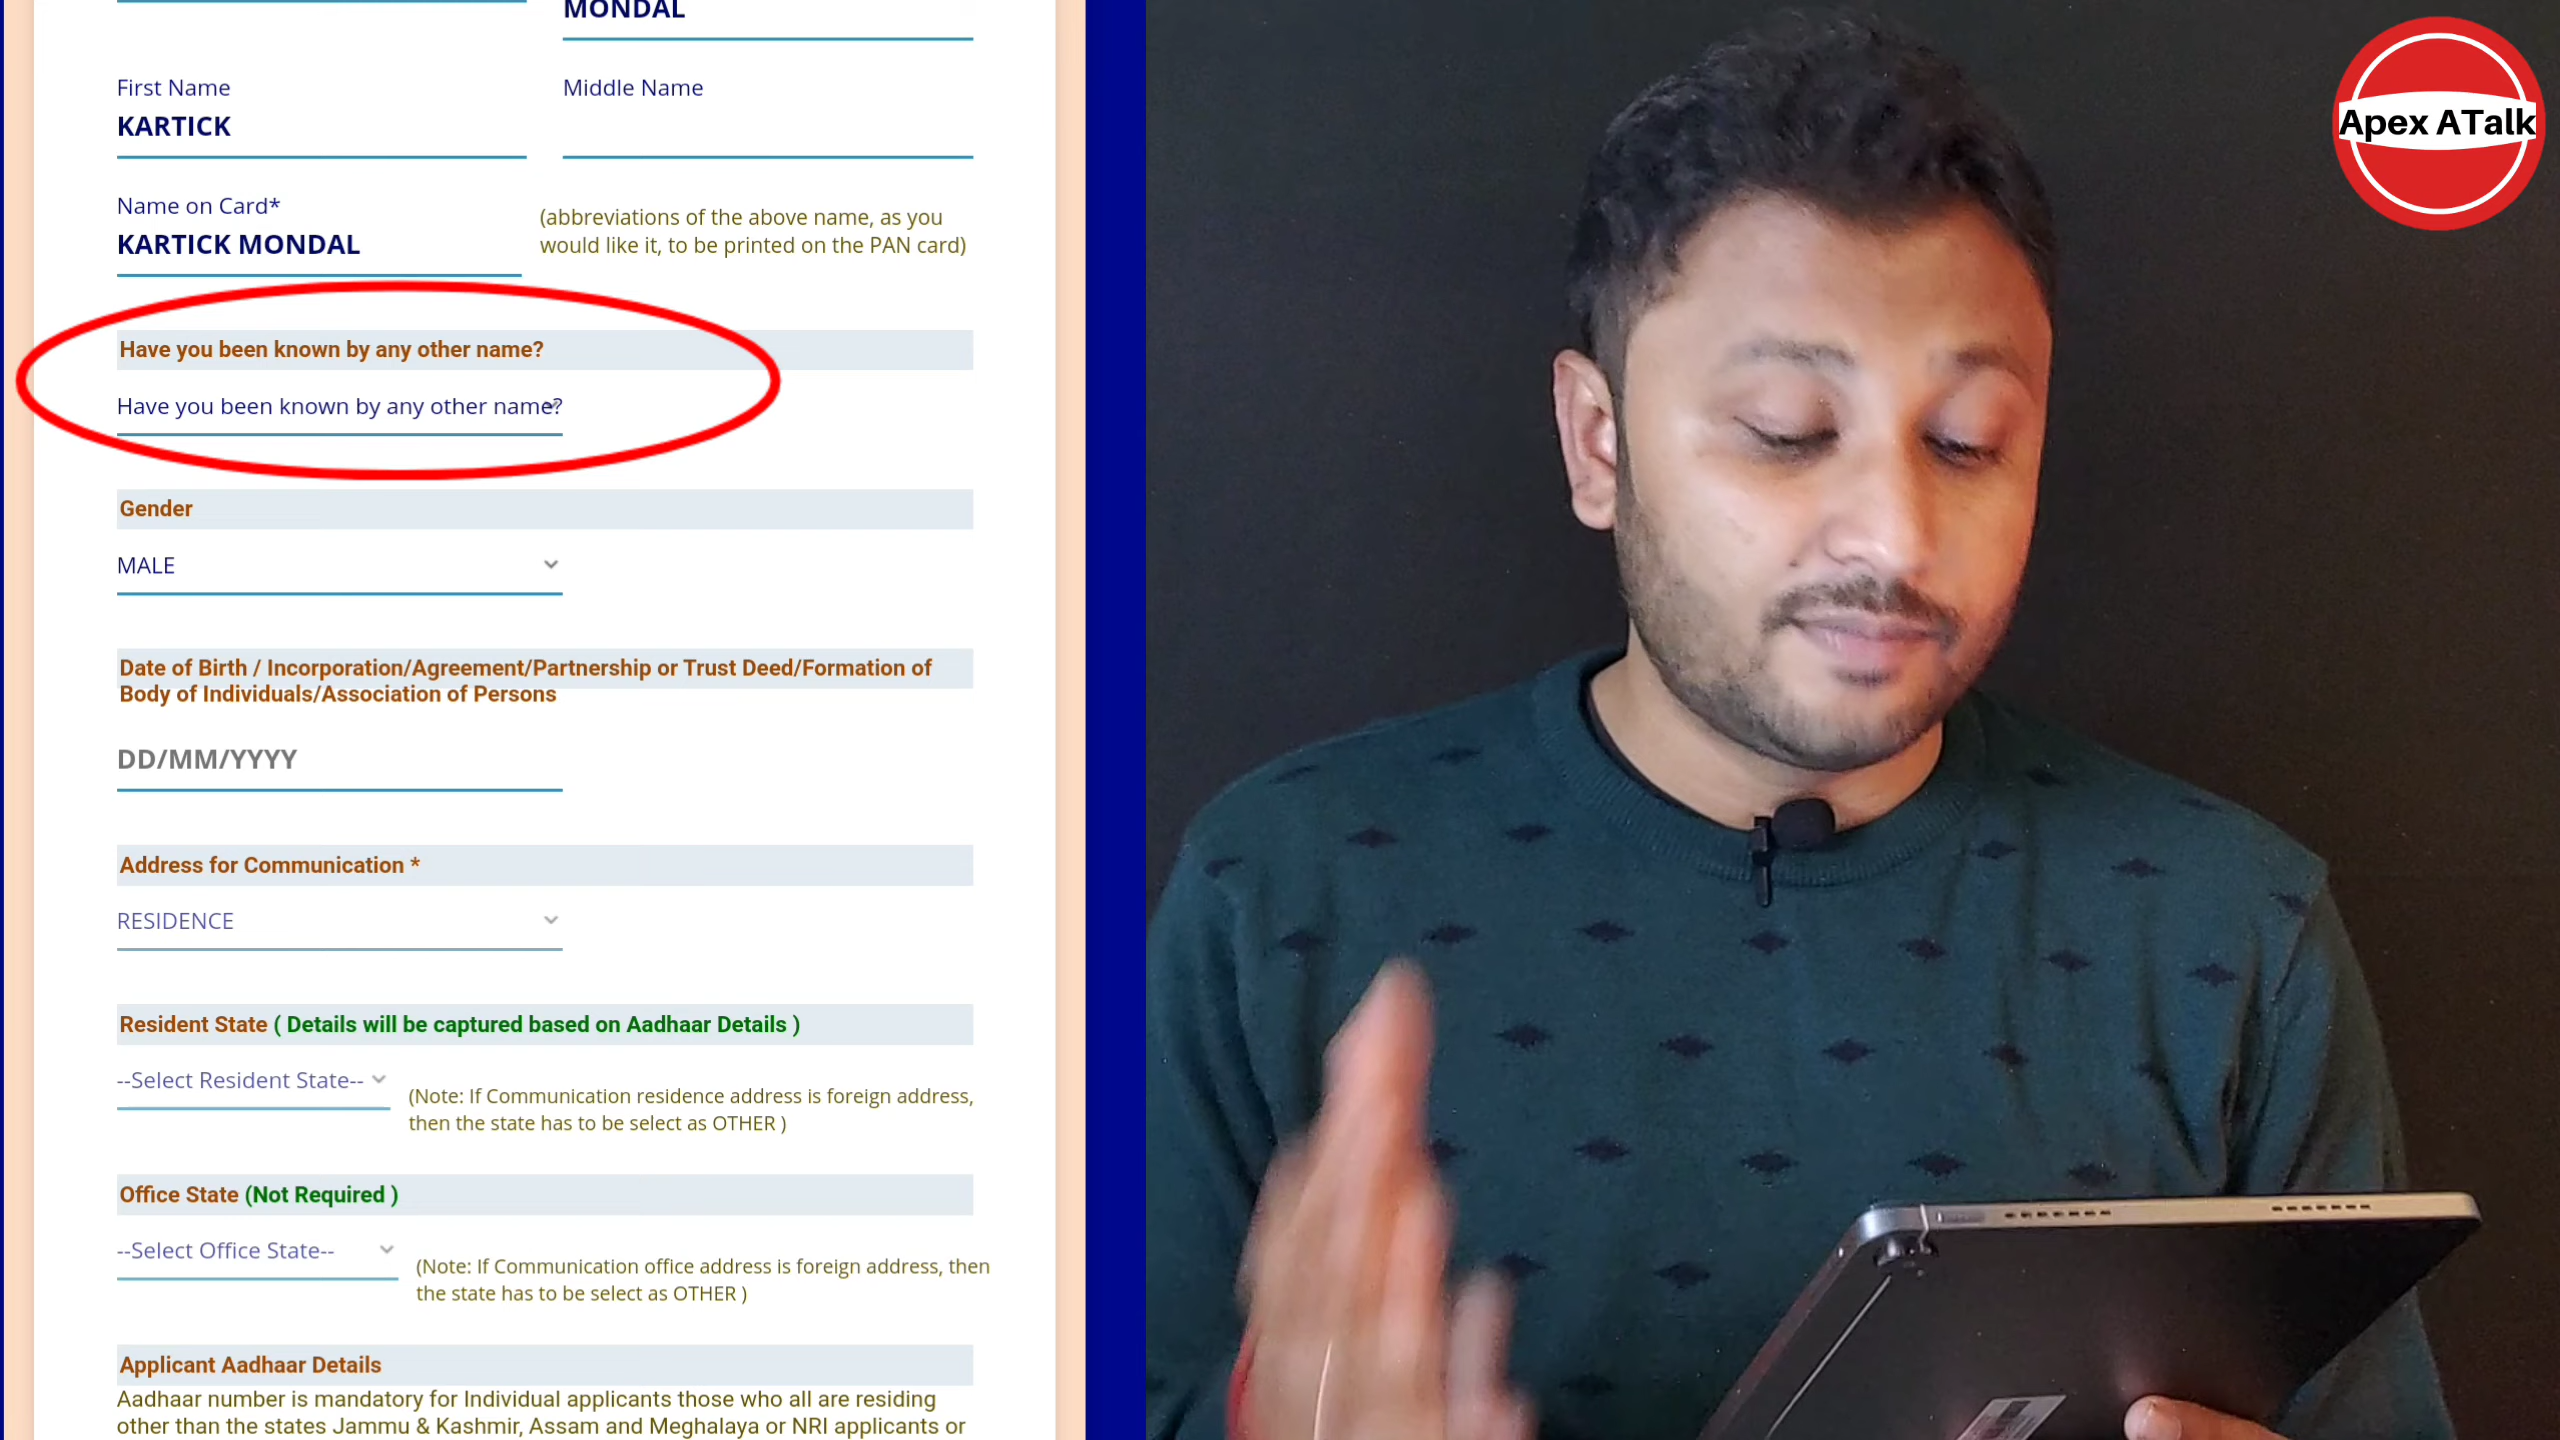 MONDAL
First Name
Middle Name
KARTICK
Name on Card*
KARTICK MONDAL
(abbreviations of the above name, as you
would like it, to be printed on the PAN card)
Have you been known by any other name?
Have you been known by any other name?
Gender
MALE
Date of Birth / Incorporation/Agreement/Partnership or Trust Deed/Formation of
Body of Individuals/Association of Persons
DD/MM/YYYY
Address for Communication *
RESIDENCE
Resident State ( Details will be captured based on Aadhaar Details )
--Select Resident State--
(Note: If Communication residence address is foreign address,
then the state has to be select as OTHER )
Office State (Not Required )
--Select Office State--
(Note: If Communication office address is foreign address, then
the state has to be select as OTHER )
Applicant Aadhaar Details
Aadhaar number is mandatory for Individual applicants those who all are residing
other than the states Jammu & Kashmir, Assam and Meghalaya or NRI applicants or
Apex ATalk